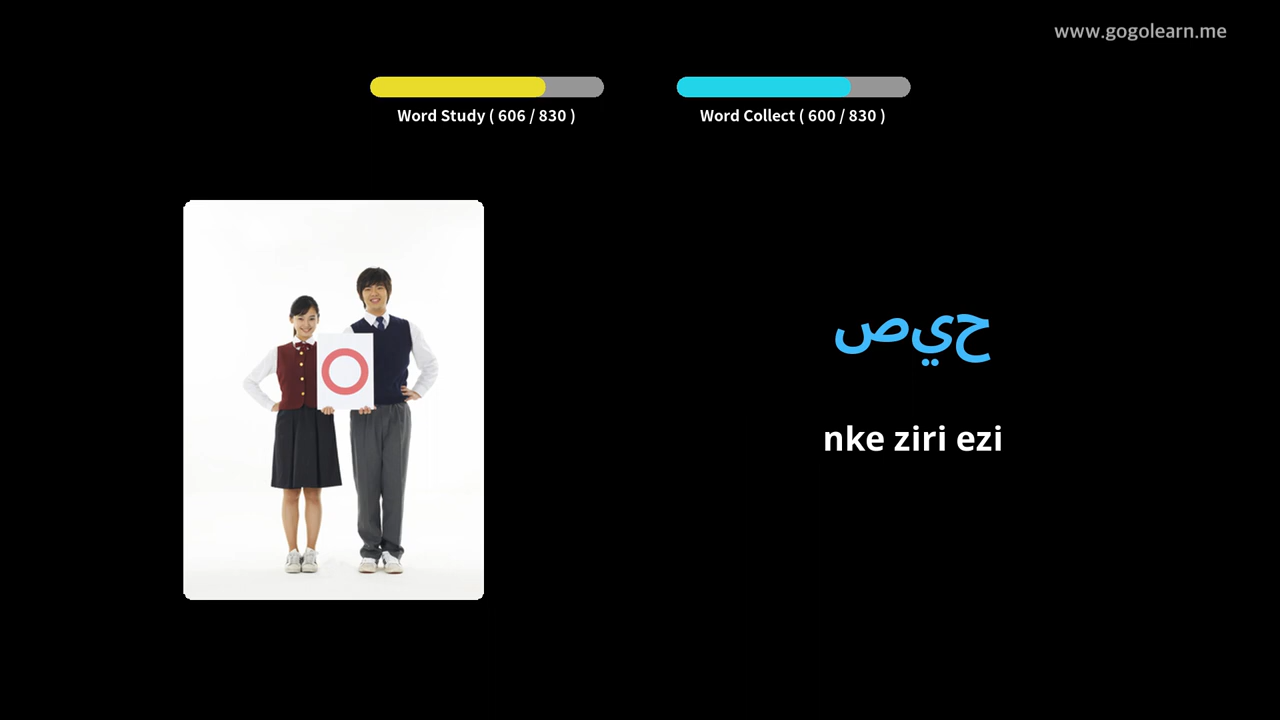 www.gogolearn.me
Word Study ( 606 / 830 )
Word Collect ( 600 / 830 )
حيص
nke ziri ezi